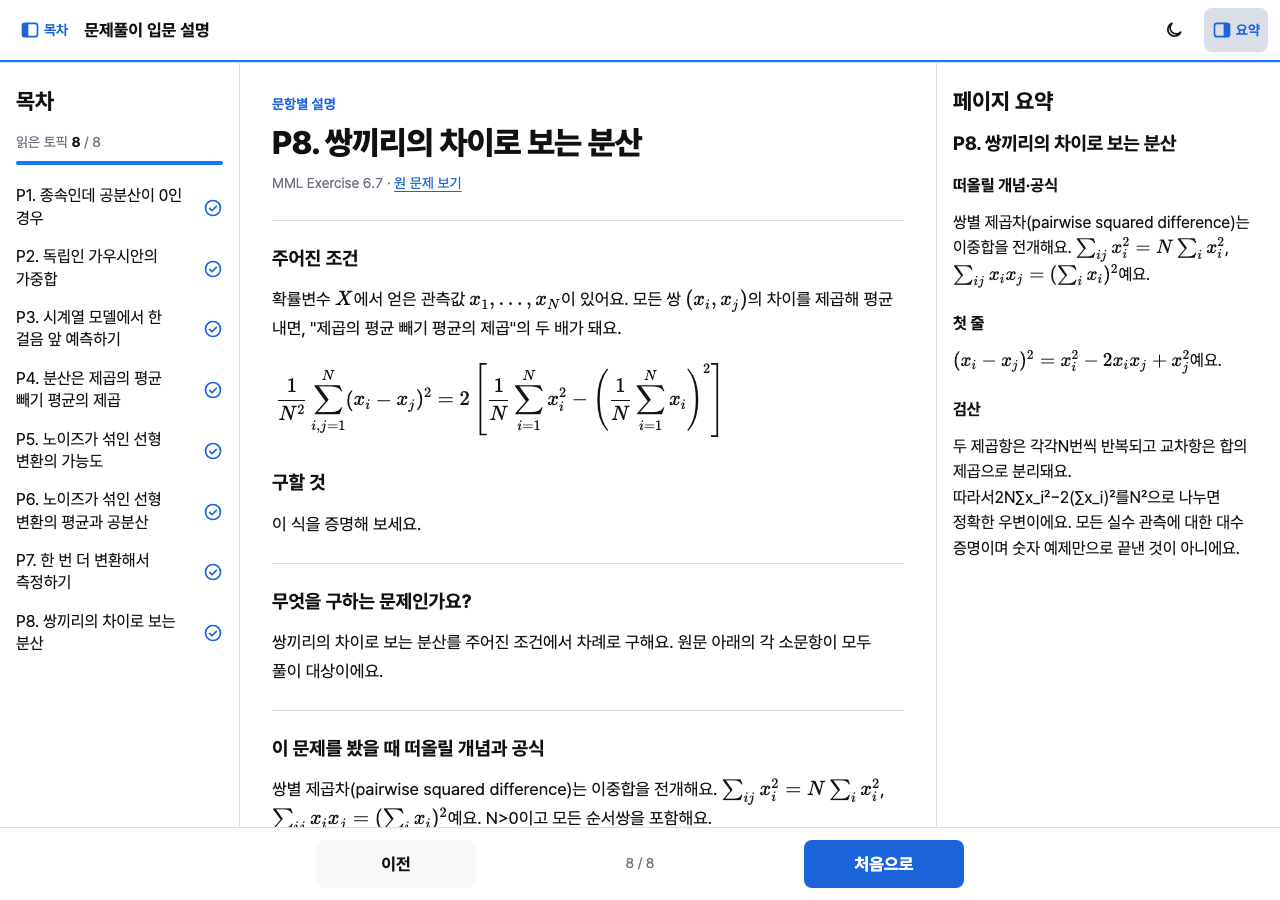 목차
문제풀이 입문 설명
요약
목차
읽은 토픽 8 / 8
P1. 종속인데 공분산이 0인
경우
P2. 독립인 가우시안의
가중합
P3. 시계열 모델에서 한
걸음 앞 예측하기
P4. 분산은 제곱의 평균
빼기 평균의 제곱
P5. 노이즈가 섞인 선형
변환의 가능도
P6. 노이즈가 섞인 선형
변환의 평균과 공분산
P7. 한 번 더 변환해서
측정하기
P8. 쌍끼리의 차이로 보는
분산
문항별 설명
P8. 쌍끼리의 차이로 보는 분산
MML Exercise 6.7 · 원 문제 보기
주어진 조건
확률변수 X에서 얻은 관측값 x₁, . . . , x_N이 있어요. 모든 쌍 (x_i, x_j)의 차이를 제곱해 평균
내면, "제곱의 평균 빼기 평균의 제곱"의 두 배가 돼요.
\frac{1}{N^2} \sum_{i,j=1}^{N} (x_i - x_j)^2 = 2 \left[ \frac{1}{N} \sum_{i=1}^{N} x_i^2 - \left( \frac{1}{N} \sum_{i=1}^{N} x_i \right)^2 \right]
구할 것
이 식을 증명해 보세요.
무엇을 구하는 문제인가요?
쌍끼리의 차이로 보는 분산를 주어진 조건에서 차례로 구해요. 원문 아래의 각 소문항이 모두
풀이 대상이에요.
이 문제를 봤을 때 떠올릴 개념과 공식
쌍별 제곱차(pairwise squared difference)는 이중합을 전개해요. ∑_{ij} x_i^2 = N ∑_i x_i^2,
∑_{ij} x_i x_j = (∑_i x_i)^2예요. N>0이고 모든 순서쌍을 포함해요.
페이지 요약
P8. 쌍끼리의 차이로 보는 분산
떠올릴 개념·공식
쌍별 제곱차(pairwise squared difference)는
이중합을 전개해요. ∑_{ij} x_i^2 = N ∑_i x_i^2,
∑_{ij} x_i x_j = (∑_i x_i)^2예요.
첫 줄
(x_i - x_j)^2 = x_i^2 - 2x_i x_j + x_j^2예요.
검산
두 제곱항은 각각N번씩 반복되고 교차항은 합의
제곱으로 분리돼요.
따라서2N∑x_i²−2(∑x_i)²를N²으로 나누면
정확한 우변이에요. 모든 실수 관측에 대한 대수
증명이며 숫자 예제만으로 끝낸 것이 아니에요.
이전
8 / 8
처음으로